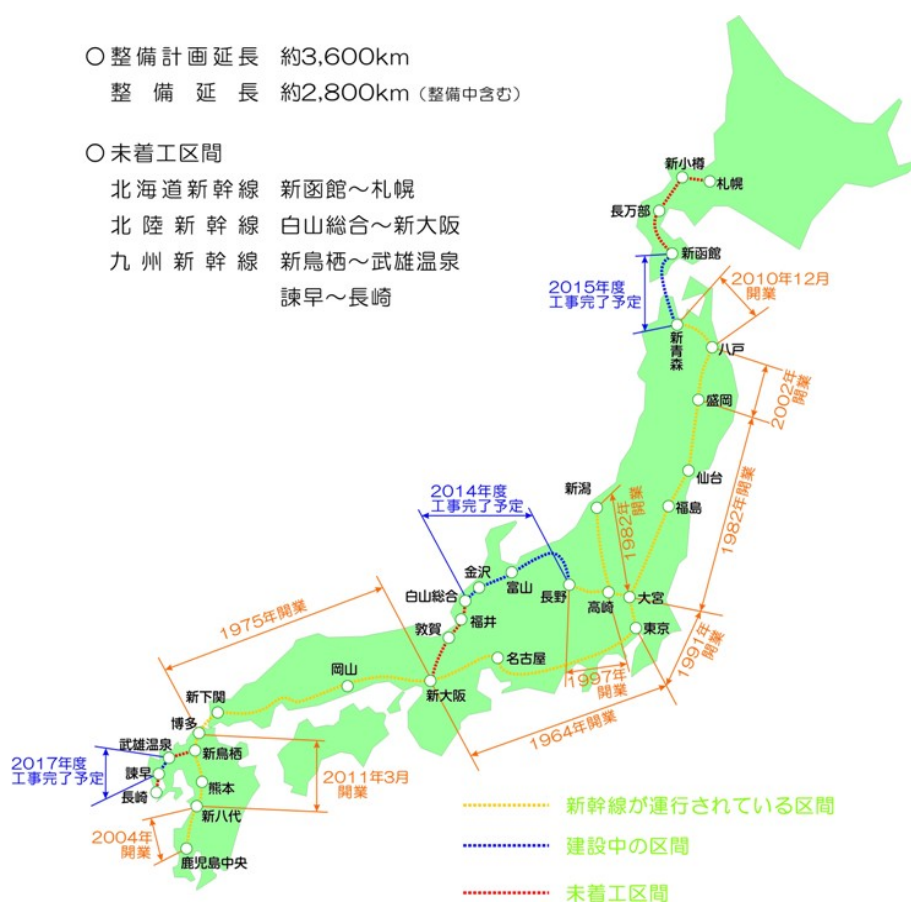 ○整備計画延長 約3,600km
整備延長 約2,800km（整備中含む）
○未着工区間
北海道新幹線 新函館～札幌
北陸新幹線 白山総合～新大阪
九州新幹線 新鳥栖～武雄温泉
諫早～長崎
新小樽
札幌
長万部
新函館
2015年度
工事完了予定
2010年12月
開業
新青森
八戸
2002年
開業
盛岡
仙台
1982年開業
2014年度
工事完了予定
新潟
1982年
開業
福島
金沢
富山
白山総合
長野
高崎
大宮
福井
敦賀
東京
1991年
開業
1975年開業
名古屋
岡山
新大阪
1997年
開業
1964年開業
新下関
博多
武雄温泉
新鳥栖
2017年度
工事完了予定
諫早
長崎
熊本
2011年3月
開業
新八代
2004年
開業
鹿児島中央
新幹線が運行されている区間
建設中の区間
未着工区間